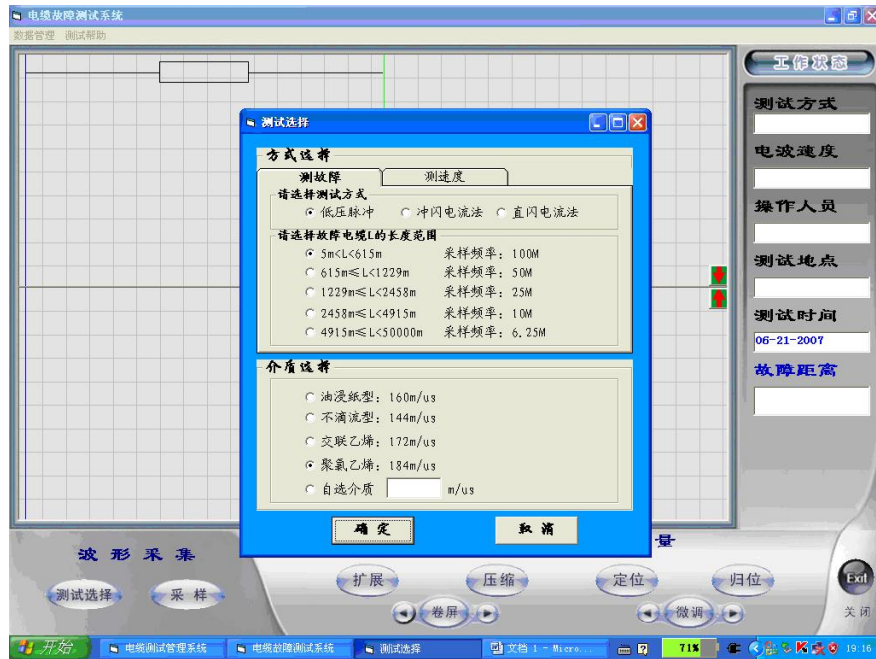 电缆故障测试系统
数据管理 测试帮助
工作状态
测试方式
电波速度
操作人员
测试地点
测试时间
06-21-2007
故障距离
测试选择
方式选择
测故障 测速度
请选择测试方式
低压脉冲 冲闪电流法 直闪电流法
请选择故障电缆L的长度范围
5m<L<615m 采样频率：100M
615m≤L<1229m 采样频率：50M
1229m≤L<2458m 采样频率：25M
2458m≤L<4915m 采样频率：10M
4915m≤L<50000m 采样频率：6.25M
介质选择
油浸纸型：160m/us
不滴流型：144m/us
交联乙烯：172m/us
聚氯乙烯：184m/us
自选介质 m/us
确定 取消
波形采集
量
测试选择 采样
扩展 压缩 定位 归位
卷屏 微调
Exit
关闭
开始 电缆测试管理系统 电缆故障测试系统 测试选择 文档 1 - Micro... 71% 19:16